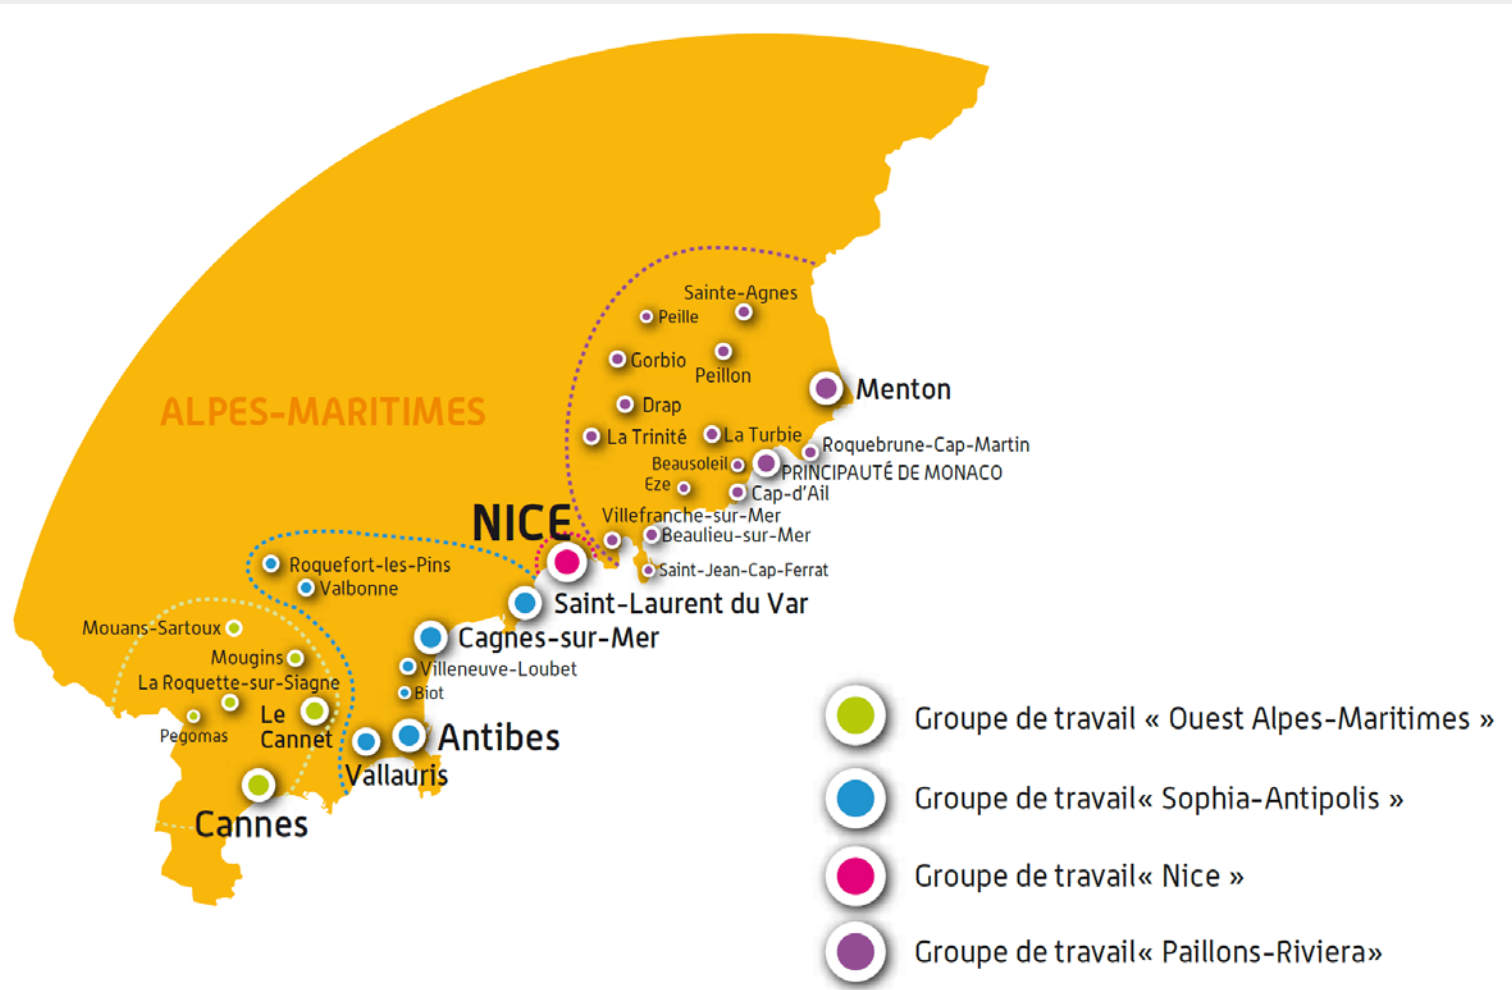 Sainte-Agnes
Peille
Gorbio
Peillon
ALPES-MARITIMES
Menton
Drap
La Trinité
La Turbie
Roquebrune-Cap-Martin
Beausoleil
PRINCIPAUTÉ DE MONACO
Eze
Cap-d'Ail
NICE
Villefranche-sur-Mer
Beaulieu-sur-Mer
Roquefort-les-Pins
Saint-Jean-Cap-Ferrat
Valbonne
Saint-Laurent du Var
Mouans-Sartoux
Cagnes-sur-Mer
Mougins
Villeneuve-Loubet
La Roquette-sur-Siagne
Biot
Le
Cannet
Pegomas
Antibes
Vallauris
Cannes
Groupe de travail « Ouest Alpes-Maritimes »
Groupe de travail« Sophia-Antipolis »
Groupe de travail« Nice »
Groupe de travail« Paillons-Riviera»